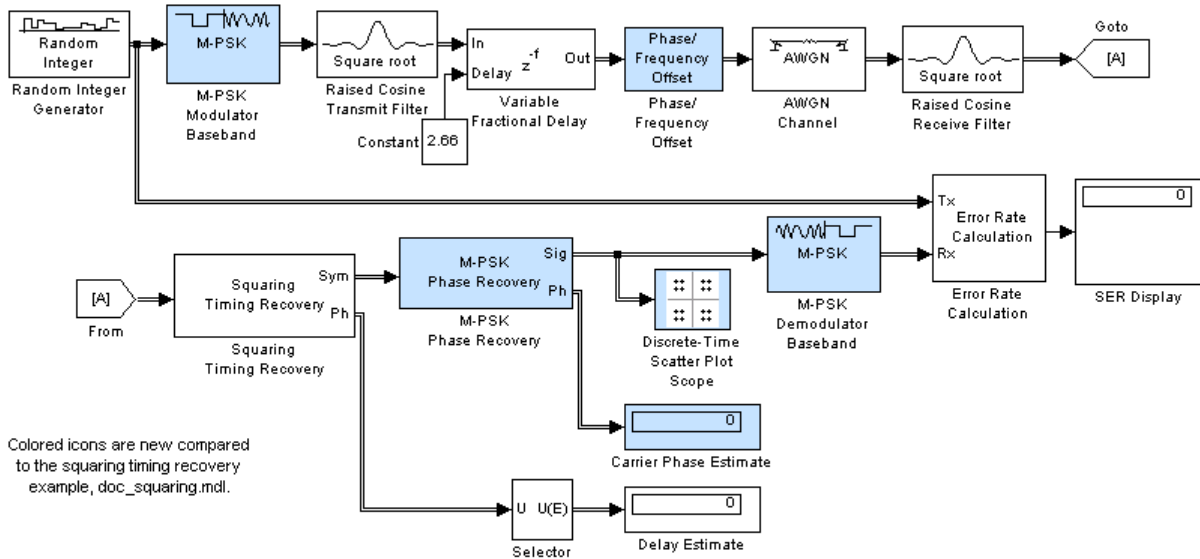 Random
Integer
Random Integer
Generator
M-PSK
M-PSK
Modulator
Baseband
Square root
Raised Cosine
Transmit Filter
Constant
2.66
In
Delay
z
-f
Out
Variable
Fractional Delay
Phase/
Frequency
Offset
Phase/
Frequency
Offset
AWGN
AWGN
Channel
Square root
Raised Cosine
Receive Filter
Goto
[A]
[A]
From
Squaring
Timing Recovery
Sym
Ph
Squaring
Timing Recovery
M-PSK
Phase Recovery
Sig
Ph
M-PSK
Phase Recovery
Discrete-Time
Scatter Plot
Scope
M-PSK
M-PSK
Demodulator
Baseband
Tx
Rx
Error Rate
Calculation
Error Rate
Calculation
0
SER Display
0
Carrier Phase Estimate
Colored icons are new compared
to the squaring timing recovery
example, doc_squaring.mdl.
U U(E)
Selector
0
Delay Estimate